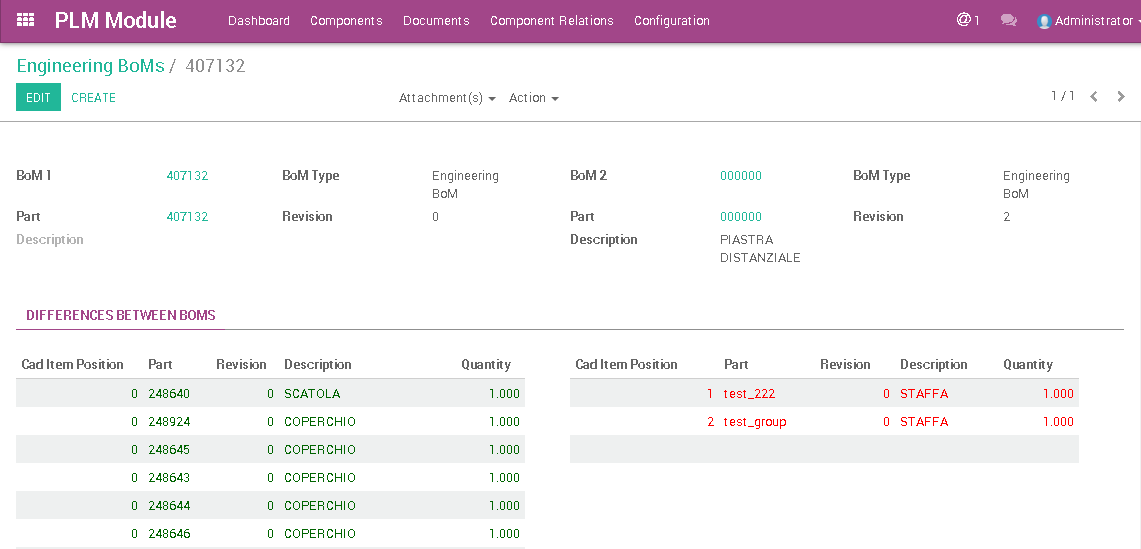 PLM Module Dashboard Components Documents Component Relations Configuration @1 Administrator
Engineering BoMs / 407132
EDIT CREATE Attachment(s) Action 1 / 1
BoM 1 407132 BoM Type Engineering BoM BoM 2 000000 BoM Type Engineering BoM
Part 407132 Revision 0 Part 000000 Revision 2
Description Description PIASTRA DISTANZIALE
DIFFERENCES BETWEEN BOMS
Cad Item Position Part Revision Description Quantity Cad Item Position Part Revision Description Quantity
0 248640 0 SCATOLA 1.000 1 test_222 0 STAFFA 1.000
0 248924 0 COPERCHIO 1.000 2 test_group 0 STAFFA 1.000
0 248645 0 COPERCHIO 1.000
0 248643 0 COPERCHIO 1.000
0 248644 0 COPERCHIO 1.000
0 248646 0 COPERCHIO 1.000